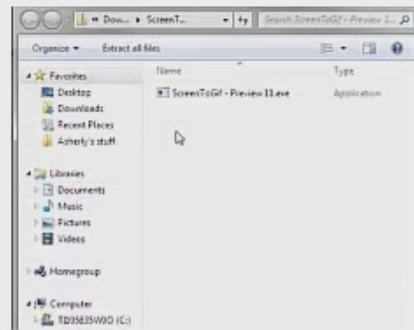 « Dow... ▸ ScreenT...
Search ScreenToGif - Preview 1...
Organize ▾ Extract all files
Name Type
Favorites
ScreenToGif - Preview 11.exe Application
Desktop
Downloads
Recent Places
Asherly's stuff
Libraries
Documents
Music
Pictures
Videos
Homegroup
Computer
(C:)